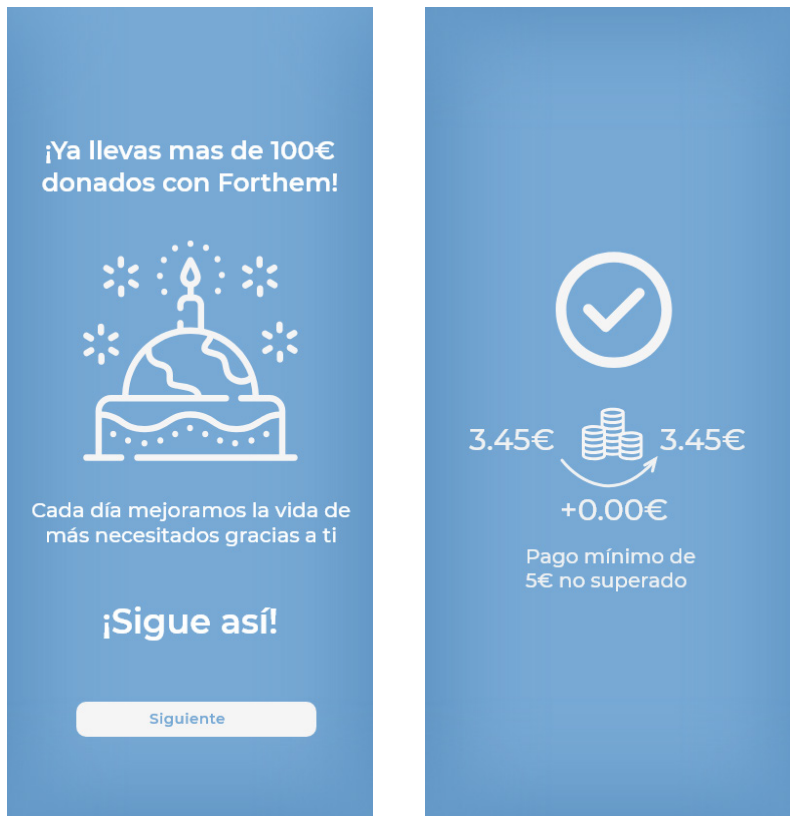 ¡Ya llevas mas de 100€
donados con Forthem!
Cada día mejoramos la vida de
más necesitados gracias a ti
¡Sigue así!
Siguiente
3.45€
3.45€
+0.00€
Pago mínimo de
5€ no superado